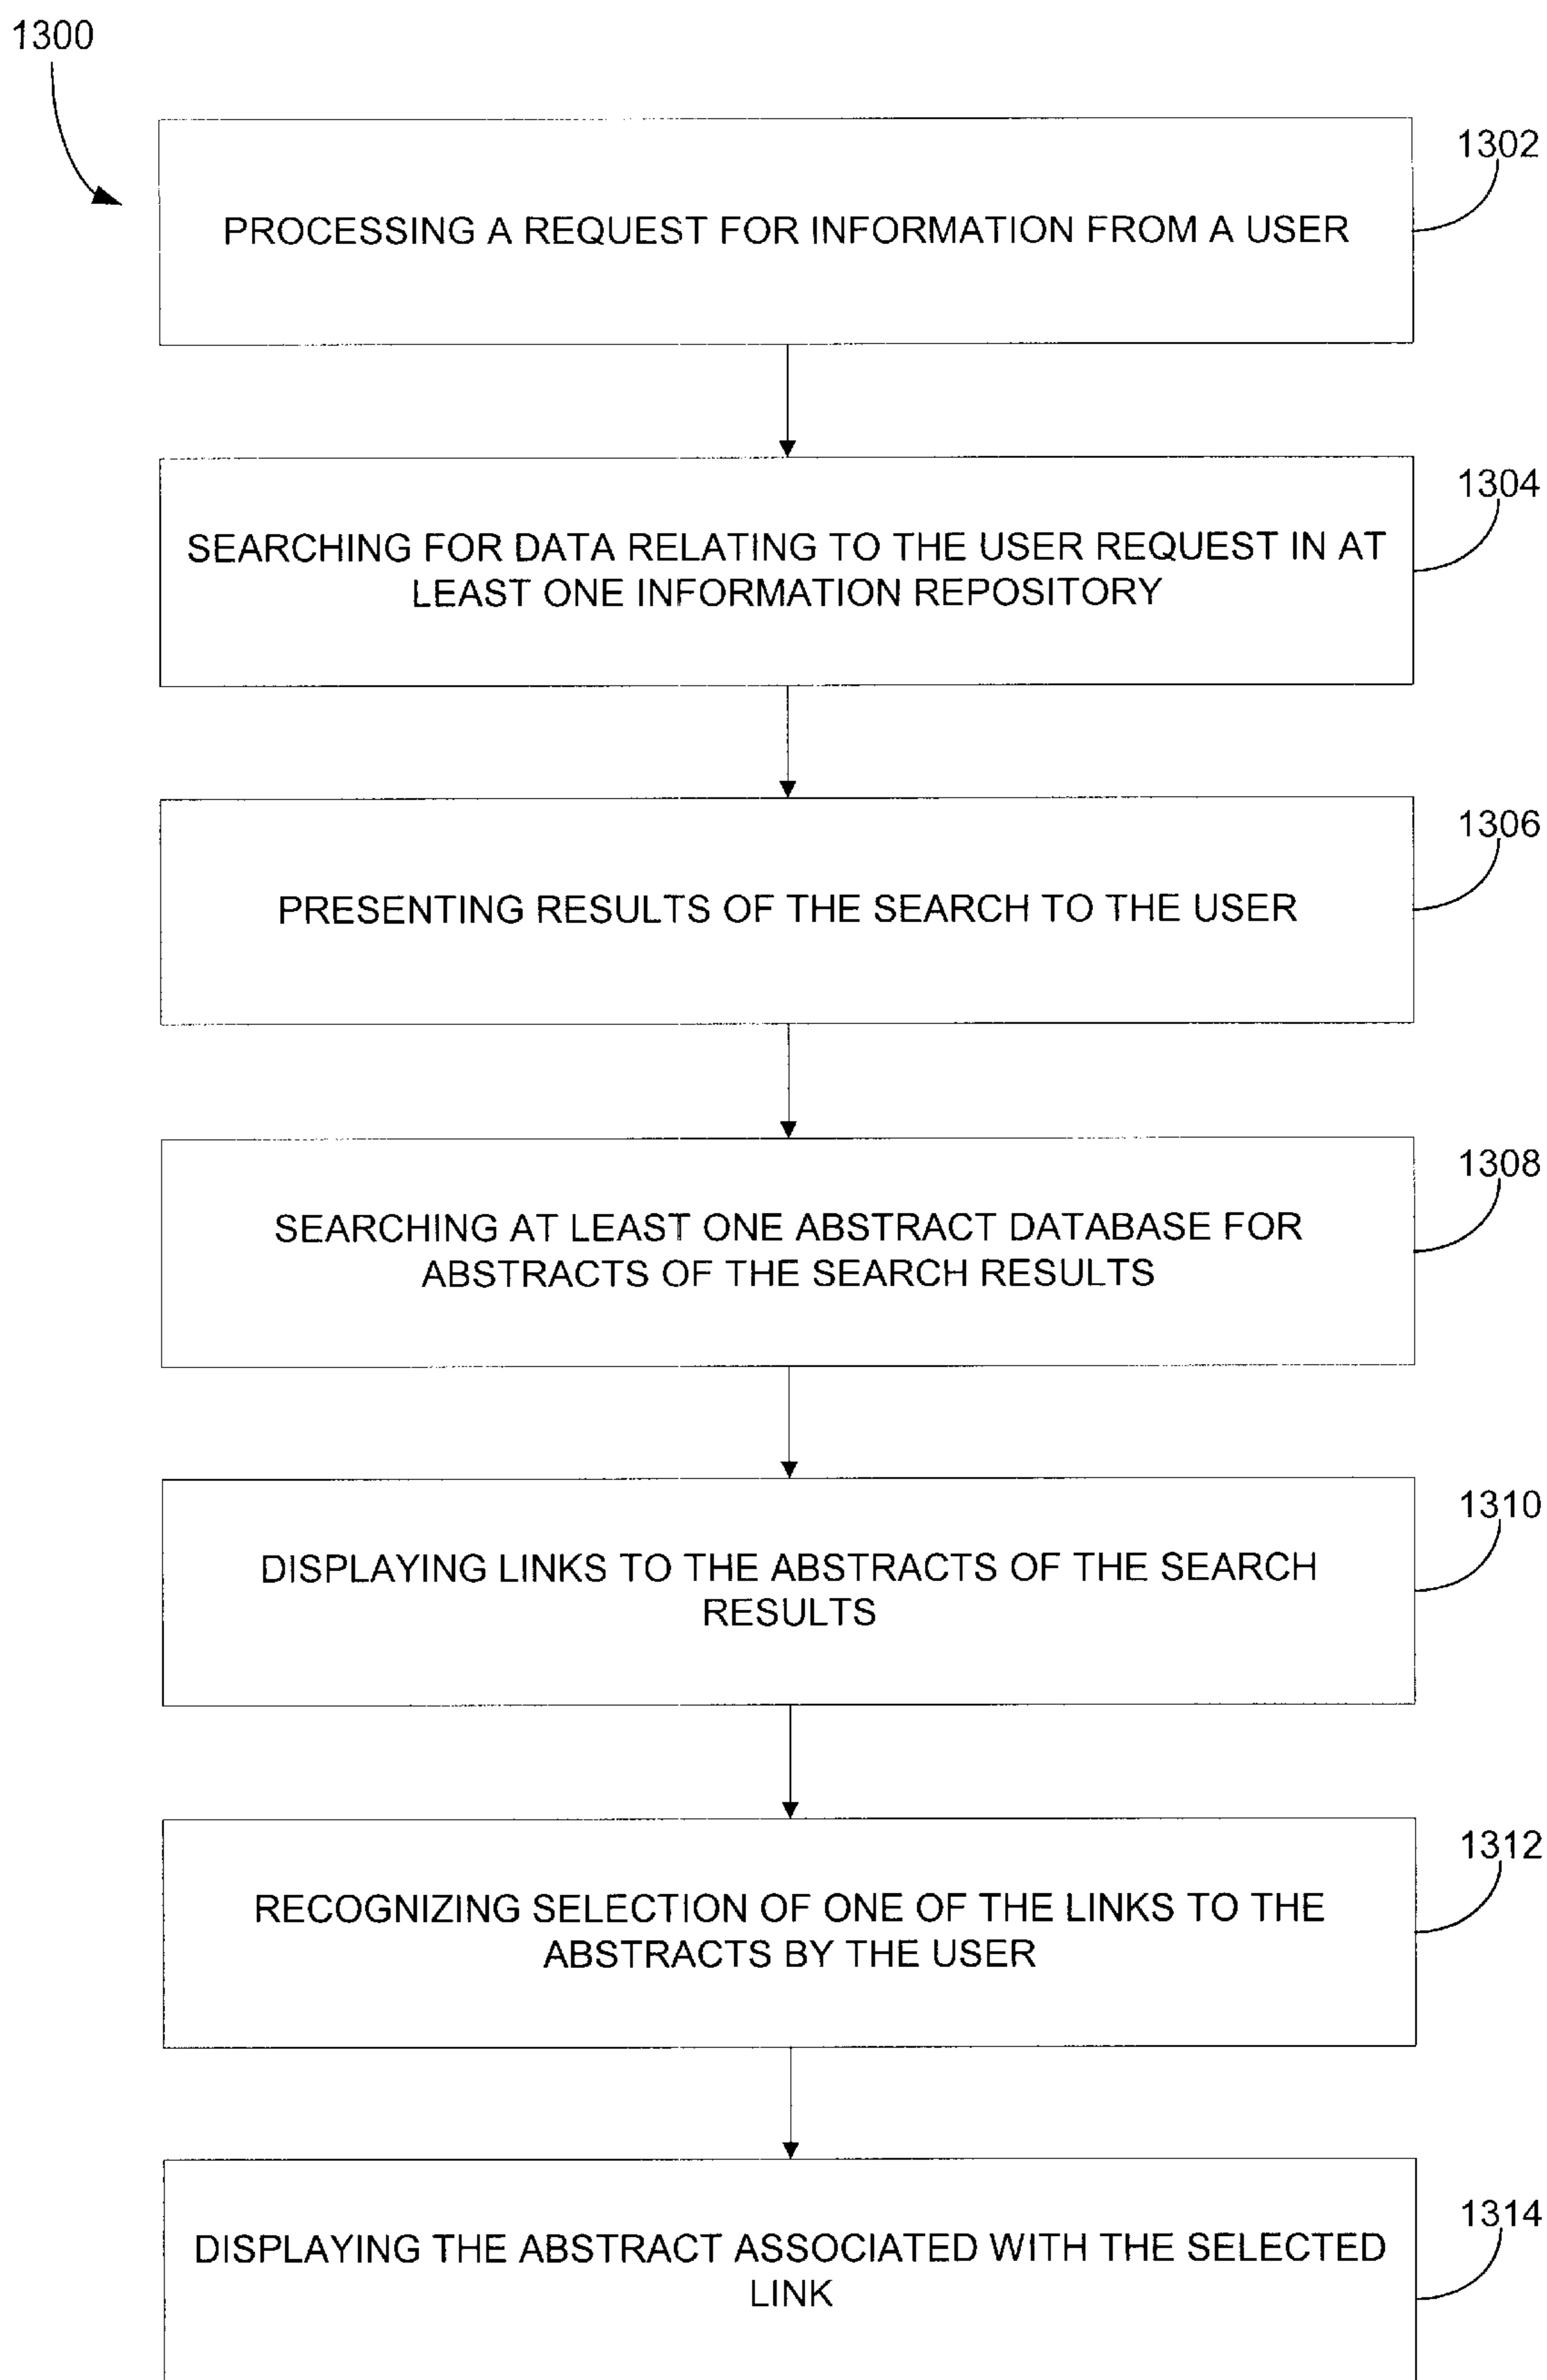 1300
1302
PROCESSING A REQUEST FOR INFORMATION FROM A USER
1304
SEARCHING FOR DATA RELATING TO THE USER REQUEST IN AT
LEAST ONE INFORMATION REPOSITORY
1306
PRESENTING RESULTS OF THE SEARCH TO THE USER
1308
SEARCHING AT LEAST ONE ABSTRACT DATABASE FOR
ABSTRACTS OF THE SEARCH RESULTS
1310
DISPLAYING LINKS TO THE ABSTRACTS OF THE SEARCH
RESULTS
1312
RECOGNIZING SELECTION OF ONE OF THE LINKS TO THE
ABSTRACTS BY THE USER
1314
DISPLAYING THE ABSTRACT ASSOCIATED WITH THE SELECTED
LINK